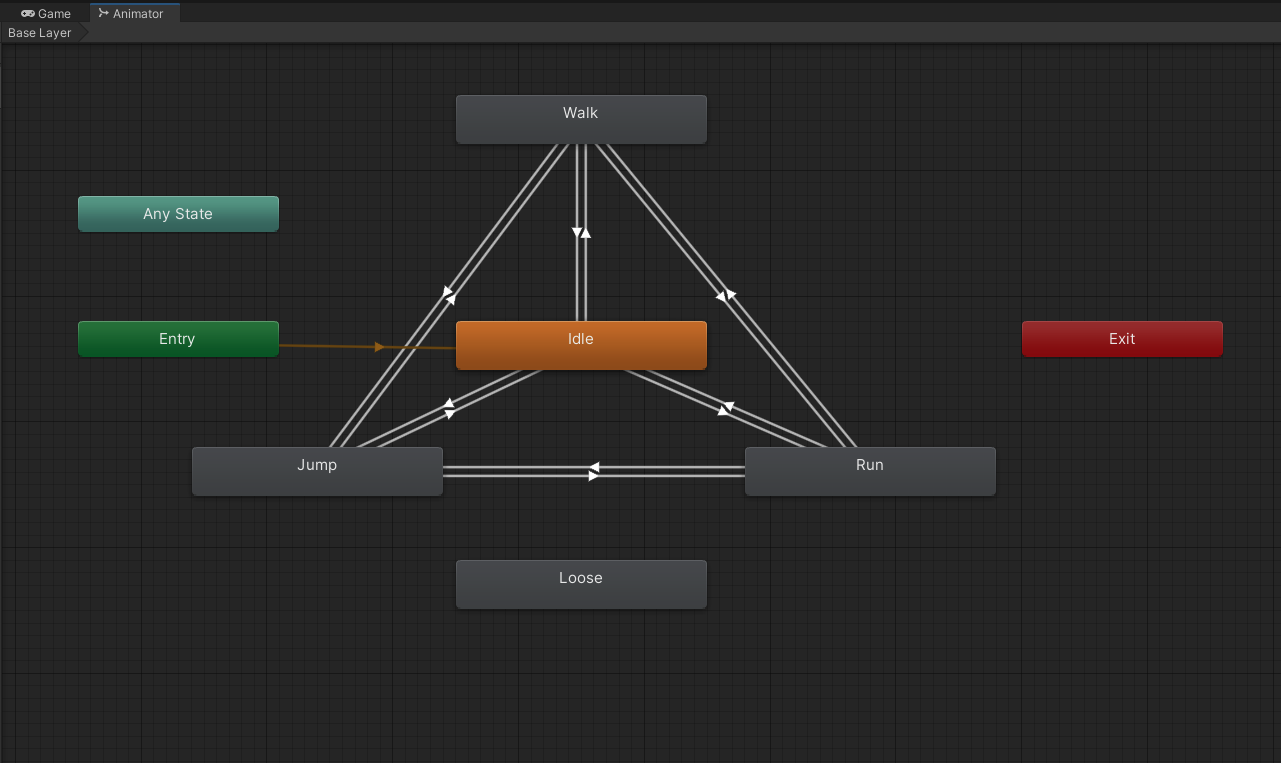 Game
Animator
Base Layer
Walk
Any State
Entry
Idle
Exit
Jump
Run
Loose